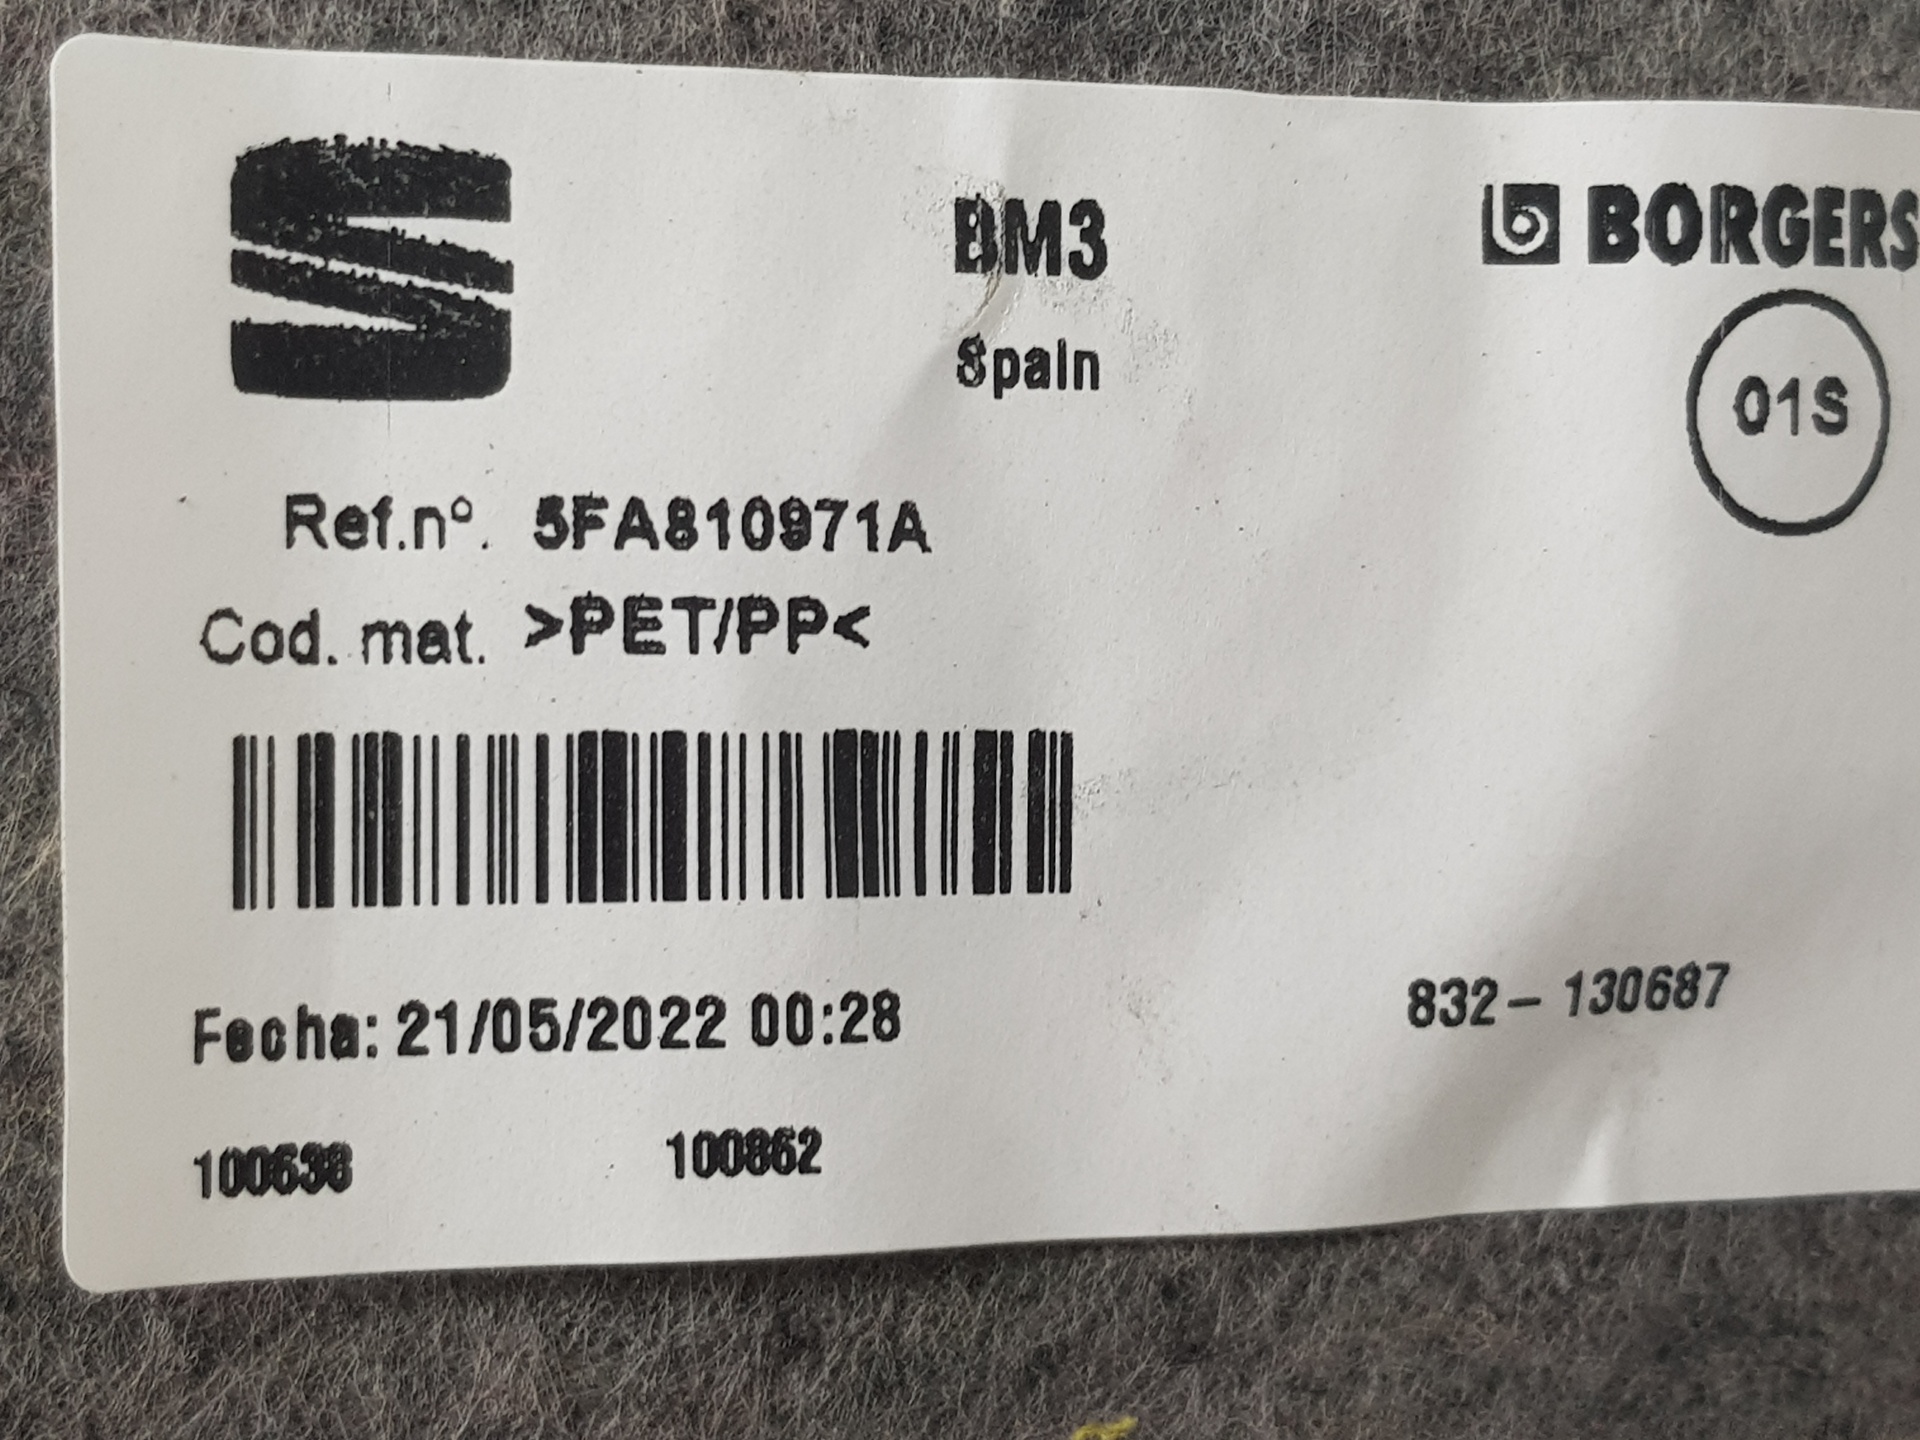 BM3
BORGERS
Spain
01S
Ref.nº. 5FA810971A
Cod. mat. >PET/PP<
Fecha: 21/05/2022 00:28
832-130687
100638 100862